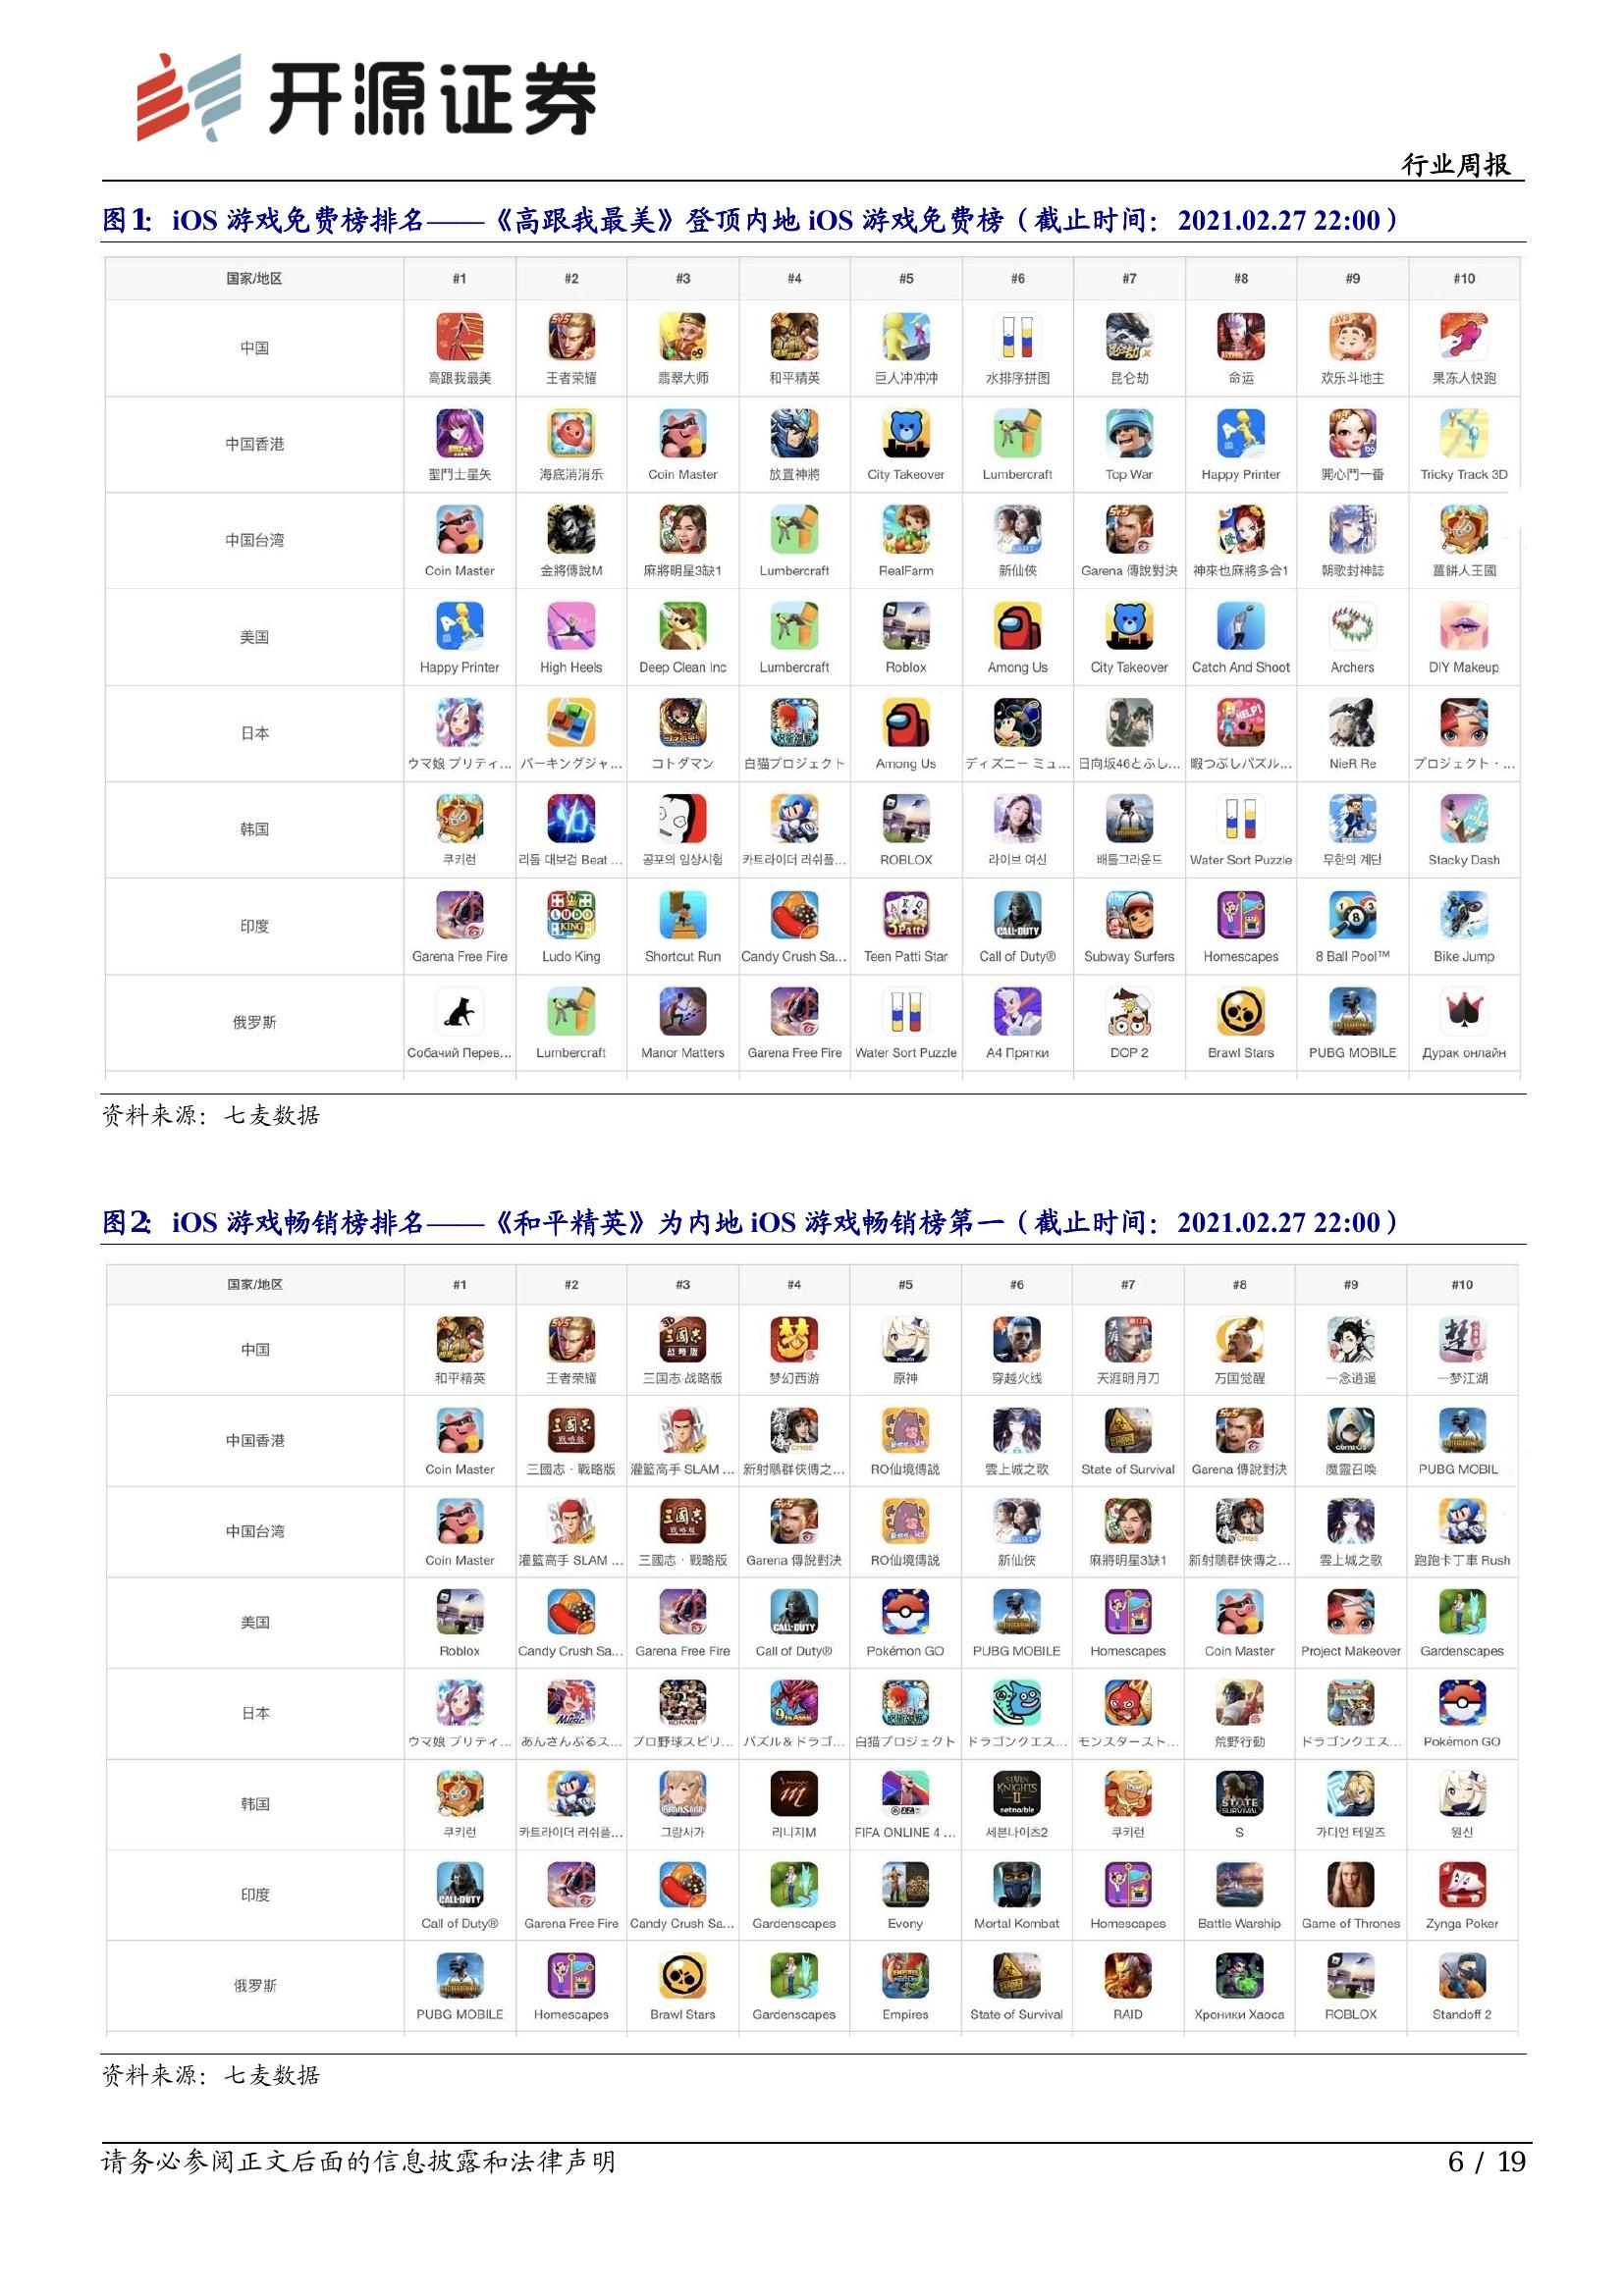 开源证券
行业周报
图1： iOS 游戏免费榜排名——《高跟我最美》登顶内地 iOS 游戏免费榜（截止时间：2021.02.27 22:00）
国家/地区 #1 #2 #3 #4 #5 #6 #7 #8 #9 #10
中国 高跟我最美 王者荣耀 翡翠大师 和平精英 巨人冲冲冲 水排序拼图 昆仑劫 命运 欢乐斗地主 果冻人快跑
中国香港 聖鬥士星矢 海底消消乐 Coin Master 放置神將 City Takeover Lumbercraft Top War Happy Printer 開心鬥一番 Tricky Track 3D
中国台湾 Coin Master 金將傳說M 麻將明星3缺1 Lumbercraft RealFarm 新仙俠 Garena 傳說對決 神來也麻將多合1 朝歌封神誌 薑餅人王國
美国 Happy Printer High Heels Deep Clean Inc Lumbercraft Roblox Among Us City Takeover Catch And Shoot Archers DIY Makeup
日本 ウマ娘 プリティ... パーキングジャ... コトダマン 白猫プロジェクト Among Us ディズニー ミュ... 日向坂46とふし... 暇つぶしパズル... NieR Re プロジェクト・...
韩国 쿠키런 리듬 대보검 Beat ... 공포의 임상시험 카트라이더 러쉬플... ROBLOX 라이브 여신 배틀그라운드 Water Sort Puzzle 무한의 계단 Stacky Dash
印度 Garena Free Fire Ludo King Shortcut Run Candy Crush Sa... Teen Patti Star Call of Duty® Subway Surfers Homescapes 8 Ball Pool™ Bike Jump
俄罗斯 Собачий Перев... Lumbercraft Manor Matters Garena Free Fire Water Sort Puzzle А4 Прятки DOP 2 Brawl Stars PUBG MOBILE Дурак онлайн
资料来源：七麦数据
图2： iOS 游戏畅销榜排名——《和平精英》为内地 iOS 游戏畅销榜第一（截止时间：2021.02.27 22:00）
国家/地区 #1 #2 #3 #4 #5 #6 #7 #8 #9 #10
中国 和平精英 王者荣耀 三国志·战略版 梦幻西游 原神 穿越火线 天涯明月刀 万国觉醒 一念逍遥 一梦江湖
中国香港 Coin Master 三國志·戰略版 灌籃高手 SLAM ... 新射鵰群俠傳之... RO仙境傳說 雲上城之歌 State of Survival Garena 傳說對決 魔靈召喚 PUBG MOBIL
中国台湾 Coin Master 灌籃高手 SLAM ... 三國志·戰略版 Garena 傳說對決 RO仙境傳說 新仙俠 麻將明星3缺1 新射鵰群俠傳之... 雲上城之歌 跑跑卡丁車 Rush
美国 Roblox Candy Crush Sa... Garena Free Fire Call of Duty® Pokémon GO PUBG MOBILE Homescapes Coin Master Project Makeover Gardenscapes
日本 ウマ娘 プリティ... あんさんぶるス... プロ野球スピリ... パズル＆ドラゴ... 白猫プロジェクト ドラゴンクエス... モンスタースト... 荒野行動 ドラゴンクエス... Pokémon GO
韩国 쿠키런 카트라이더 러쉬플... 그랑사가 리니지M FIFA ONLINE 4 ... 세븐나이츠2 쿠키런 S 가디언 테일즈 원신
印度 Call of Duty® Garena Free Fire Candy Crush Sa... Gardenscapes Evony Mortal Kombat Homescapes Battle Warship Game of Thrones Zynga Poker
俄罗斯 PUBG MOBILE Homescapes Brawl Stars Gardenscapes Empires State of Survival RAID Хроники Хаоса ROBLOX Standoff 2
资料来源：七麦数据
请务必参阅正文后面的信息披露和法律声明
6 / 19